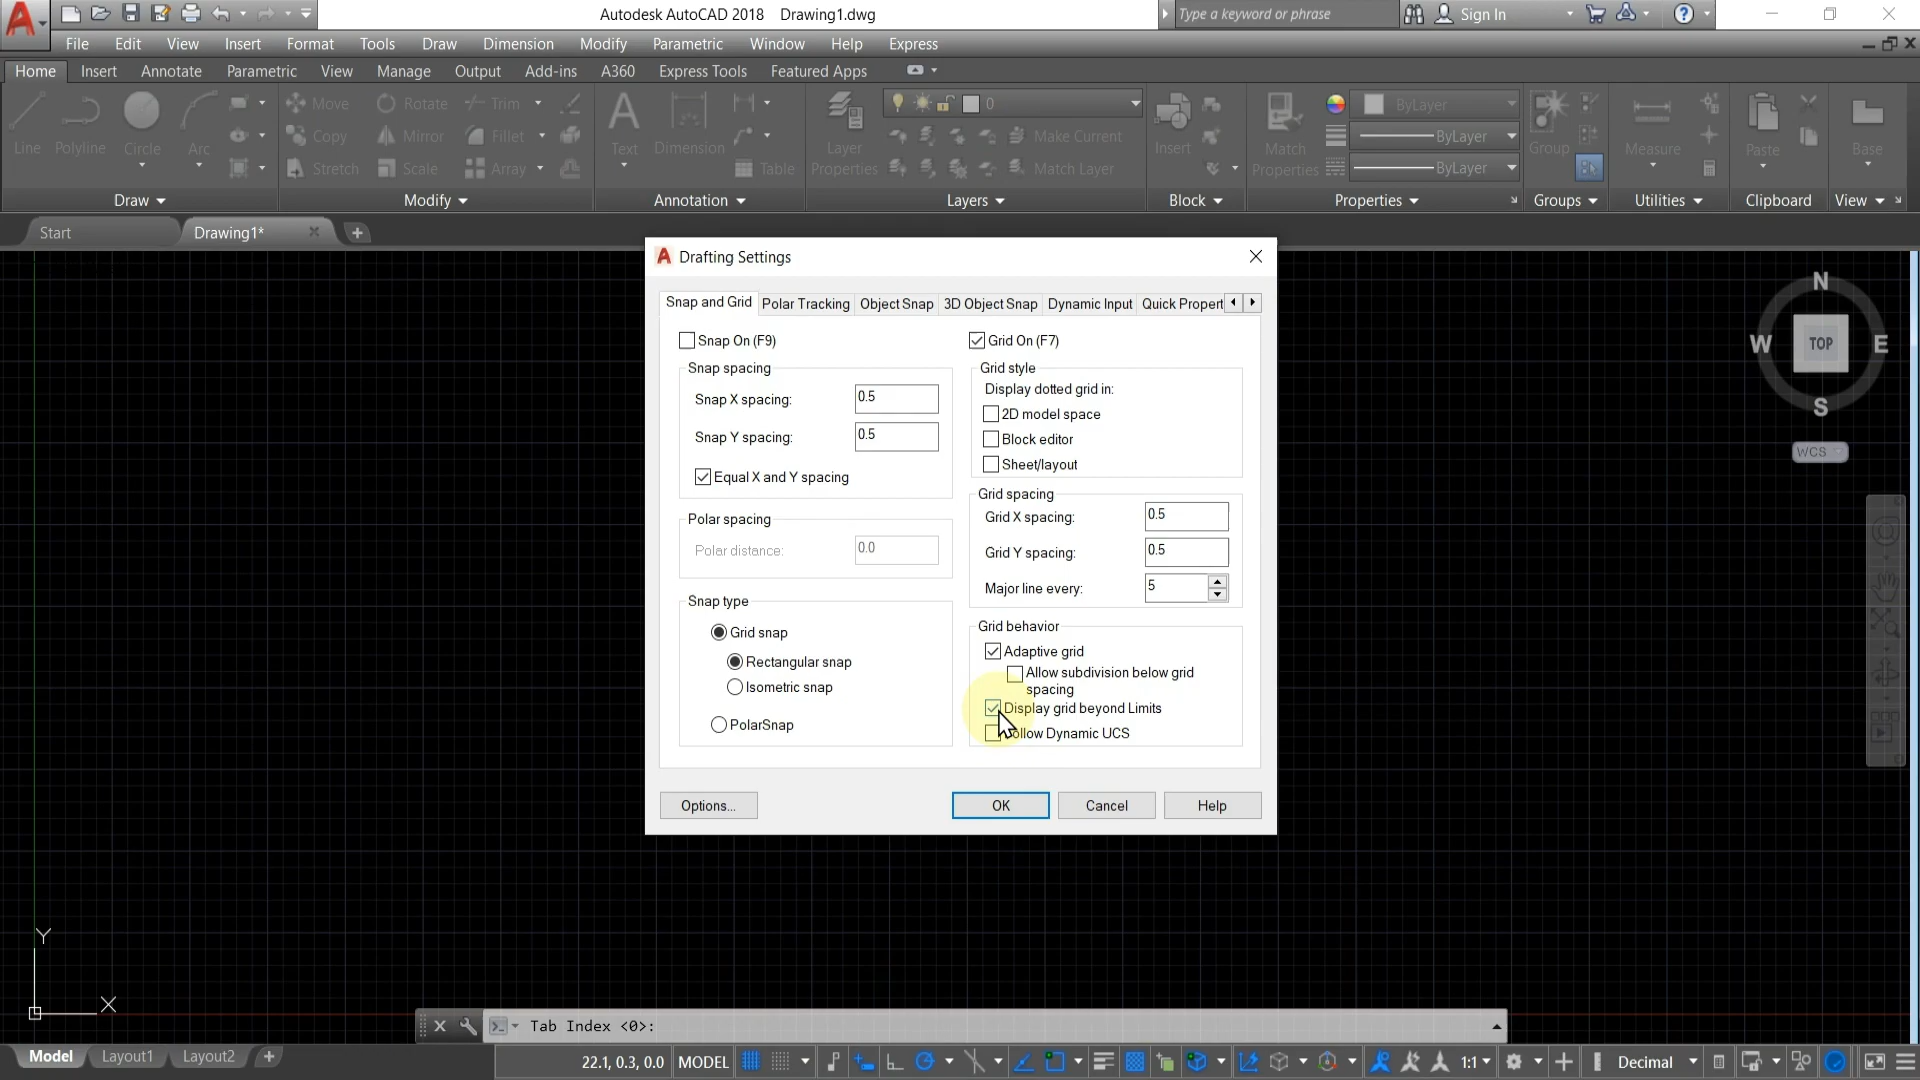 Autodesk AutoCAD 2018 Drawing1.dwg
Type a keyword or phrase
Sign In
File Edit View Insert Format Tools Draw Dimension Modify Parametric Window Help Express
Home Insert Annotate Parametric View Manage Output Add-ins A360 Express Tools Featured Apps
Line Polyline Circle Arc
Move Rotate Trim
Copy Mirror Fillet
Stretch Scale Array
Text Dimension Table
Layer Properties
0
Make Current
Match Layer
Insert
Match Properties
ByLayer
ByLayer
ByLayer
Group
Measure
Paste
Base
Draw Modify Annotation Layers Block Properties Groups Utilities Clipboard View
Start Drawing1*
Drafting Settings
Snap and Grid Polar Tracking Object Snap 3D Object Snap Dynamic Input Quick Propert
Snap On (F9)
Snap spacing
Snap X spacing: 0.5
Snap Y spacing: 0.5
Equal X and Y spacing
Polar spacing
Polar distance: 0.0
Snap type
Grid snap
Rectangular snap
Isometric snap
PolarSnap
Grid On (F7)
Grid style
Display dotted grid in:
2D model space
Block editor
Sheet/layout
Grid spacing
Grid X spacing: 0.5
Grid Y spacing: 0.5
Major line every: 5
Grid behavior
Adaptive grid
Allow subdivision below grid
spacing
Display grid beyond Limits
ollow Dynamic UCS
Options... OK Cancel Help
N
W TOP E
S
WCS
Y
X
Tab Index <0>:
Model Layout1 Layout2
22.1, 0.3, 0.0 MODEL 1:1 Decimal